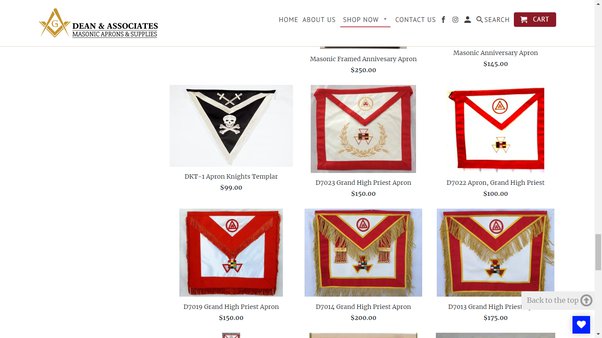 G
DEAN & ASSOCIATES
MASONIC APRONS & SUPPLIES
HOME ABOUT US SHOP NOW CONTACT US SEARCH CART
Masonic Framed Annivesary Apron
$250.00
Masonic Anniversary Apron
$145.00
DKT-1 Apron Knights Templar
$99.00
D7023 Grand High Priest Apron
$150.00
D7022 Apron, Grand High Priest
$100.00
D7019 Grand High Priest Apron
$150.00
D7014 Grand High Priest Apron
$200.00
D7013 Grand High Priest
$175.00
Back to the top